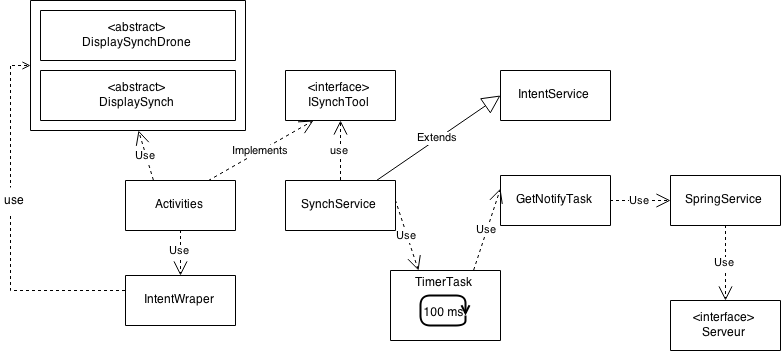 <abstract>
DisplaySynchDrone
<abstract>
DisplaySynch
<interface>
ISynchTool
IntentService
Extends
Use
Implements
use
use
Activities
SynchService
GetNotifyTask
Use
SpringService
Use
Use
Use
Use
Use
IntentWraper
TimerTask
100 ms
<interface>
Serveur